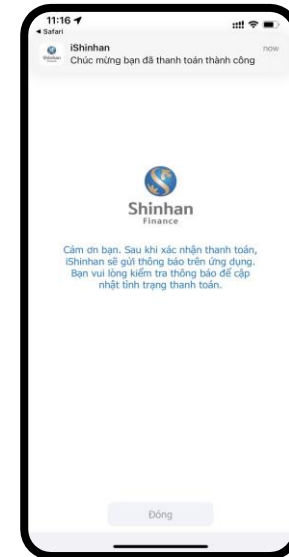 11:16
◀ Safari
iShinhan
now
Chúc mừng bạn đã thanh toán thành công
Shinhan
Finance
Cảm ơn bạn. Sau khi xác nhận thanh toán,
iShinhan sẽ gửi thông báo trên ứng dụng.
Bạn vui lòng kiểm tra thông báo để cập
nhật tình trạng thanh toán.
Đóng